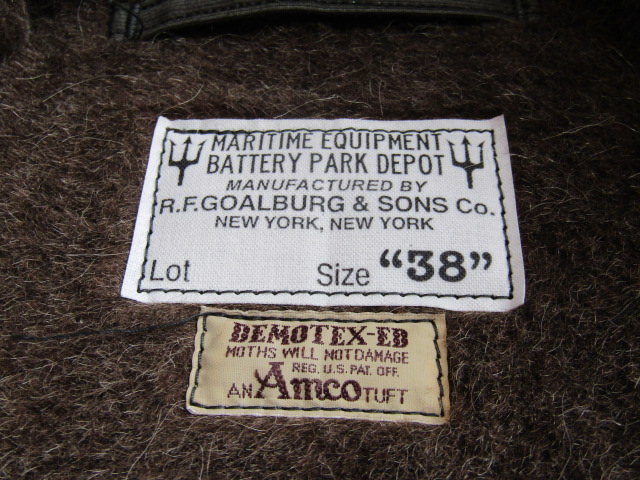 MARITIME EQUIPMENT
BATTERY PARK DEPOT
MANUFACTURED BY
R.F.GOALBURG & SONS Co.
NEW YORK, NEW YORK
Lot Size “38”
DEMOTEX-ED
MOTHS WILL NOT DAMAGE
REG. U.S. PAT. OFF.
AN Amco TUFT